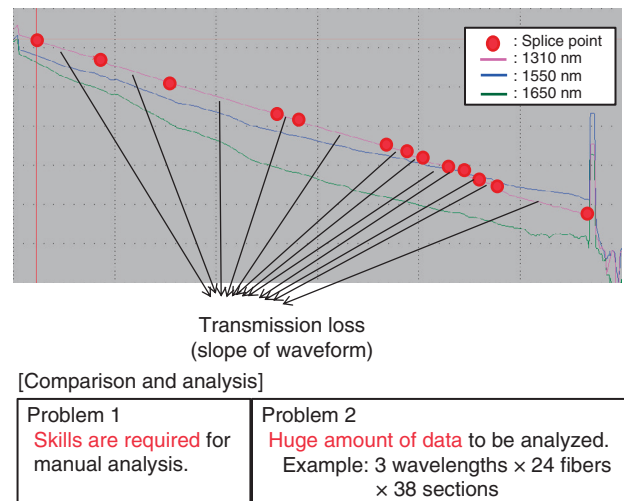 : Splice point
: 1310 nm
: 1550 nm
: 1650 nm
Transmission loss
(slope of waveform)
[Comparison and analysis]
Problem 1
Skills are required for
manual analysis.
Problem 2
Huge amount of data to be analyzed.
Example: 3 wavelengths × 24 fibers
× 38 sections